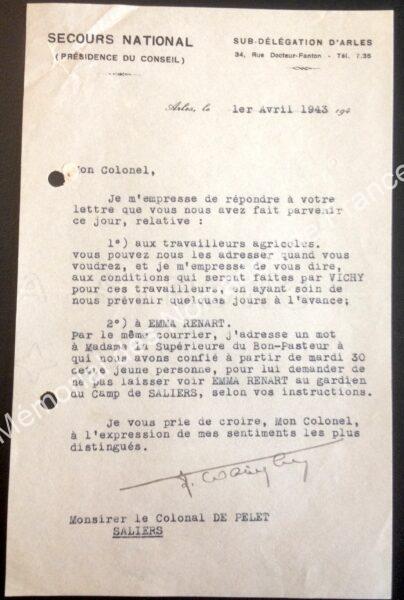 SECOURS NATIONAL
(PRÉSIDENCE DU CONSEIL)
SUB-DÉLÉGATION D'ARLES
34, Rue Docteur-Fanton - Tél. 7.35
Arles, le 1er Avril 1943 194
Mon Colonel,
Je m'empresse de répondre à votre
lettre que vous nous avez fait parvenir
ce jour, relative :
1°) aux travailleurs agricoles.
vous pouvez nous les adresser quand vous
voudrez, et je m'empresse de vous dire,
aux conditions qui seront faites par VICHY
pour ces travailleurs, en ayant soin de
nous prévenir quelques jours à l'avance;
2°) à EMMA RENART.
Par le même courrier, j'adresse un mot
à Madame la Supérieure du Bon-Pasteur à
qui nous avons confié à partir de mardi 30
cette jeune personne, pour lui demander de
ne pas laisser voir EMMA RENART au gardien
du Camp de SALIERS, selon vos instructions.
Je vous prie de croire, Mon Colonel,
à l'expression de mes sentiments les plus
distingués.
Monsirer le Colonal DE PELET
SALIERS